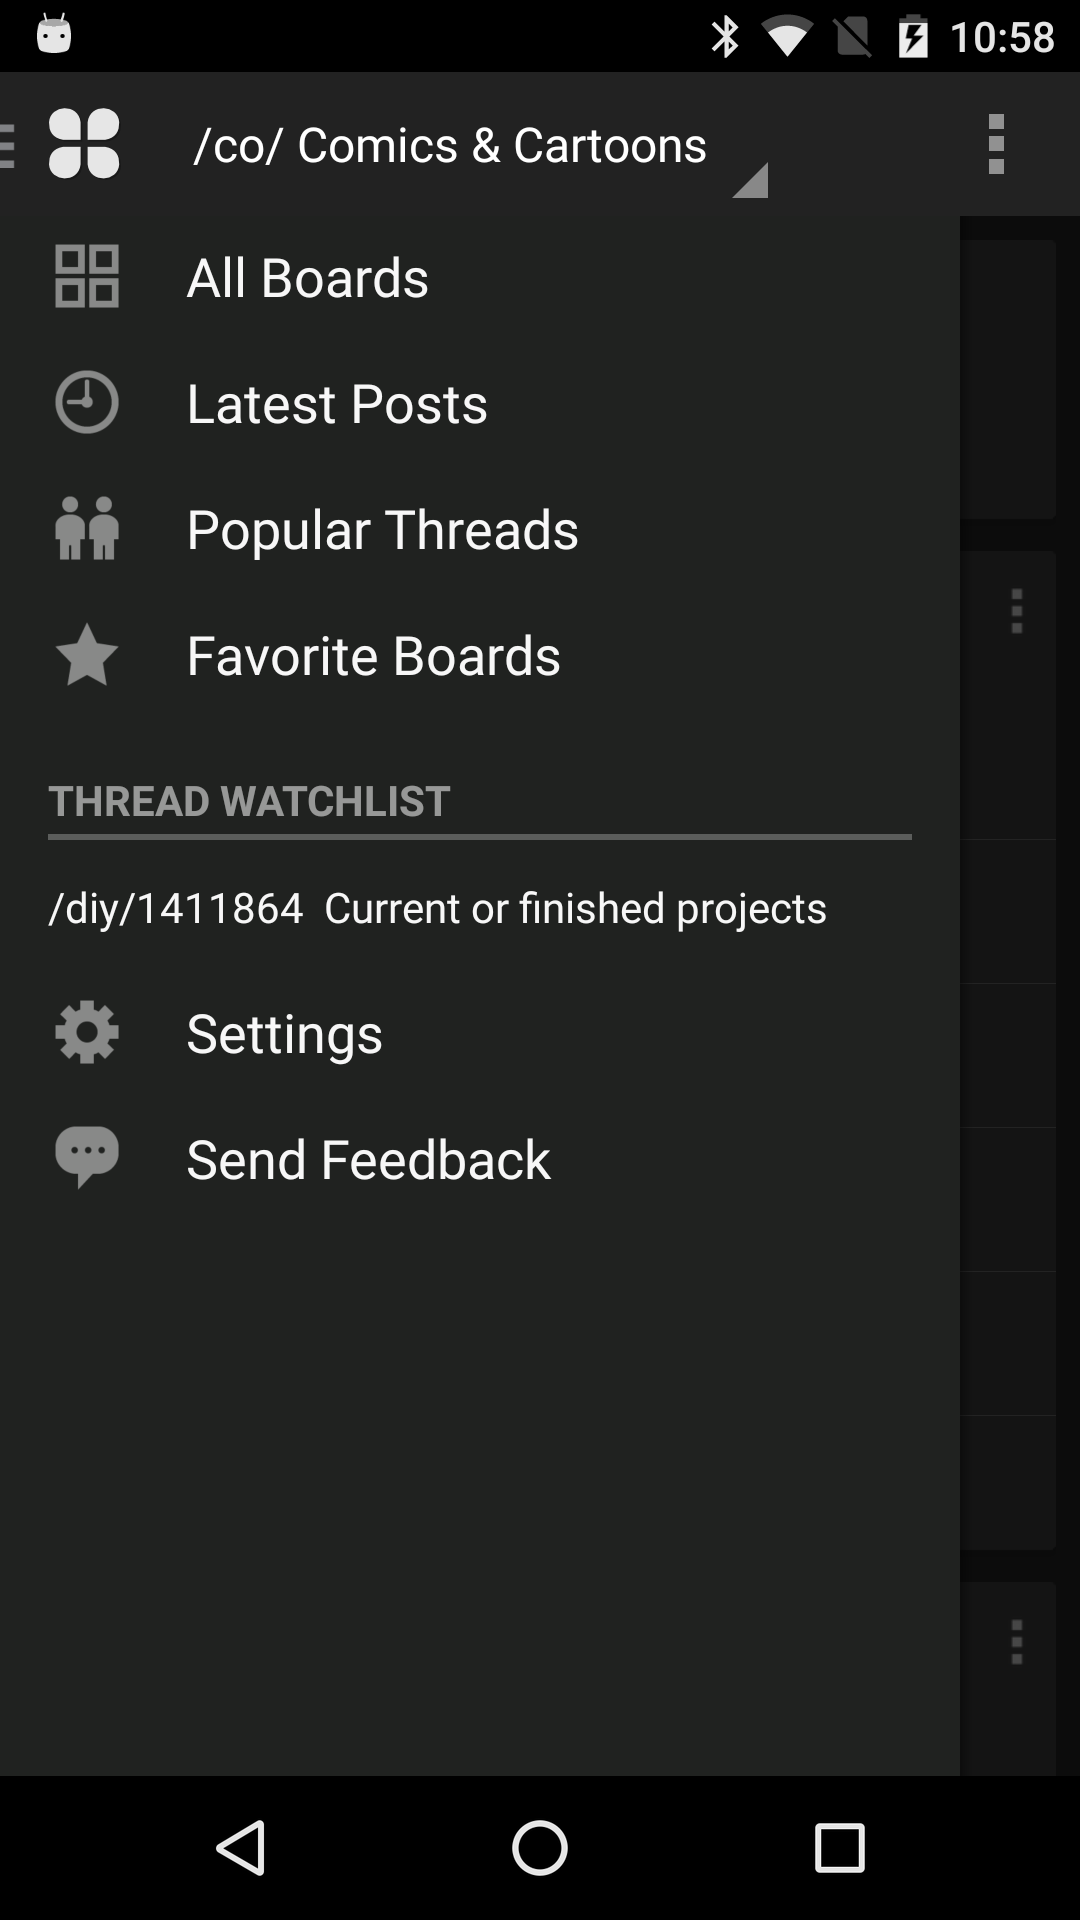 10:58
/co/ Comics & Cartoons
All Boards
Latest Posts
Popular Threads
Favorite Boards
THREAD WATCHLIST
/diy/1411864 Current or finished projects
Settings
Send Feedback